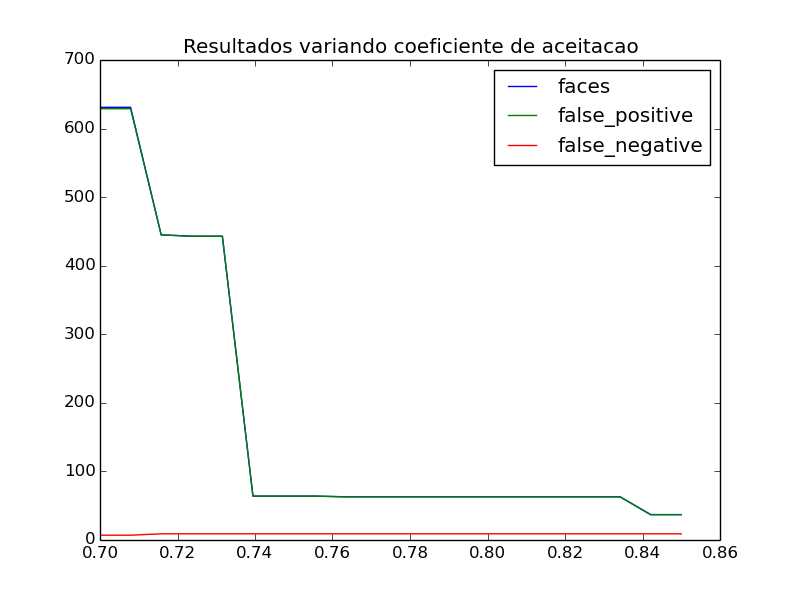 Resultados variando coeficiente de aceitacao
700
600
500
400
300
200
100
0
faces
false_positive
false_negative
0.70 0.72 0.74 0.76 0.78 0.80 0.82 0.84 0.86